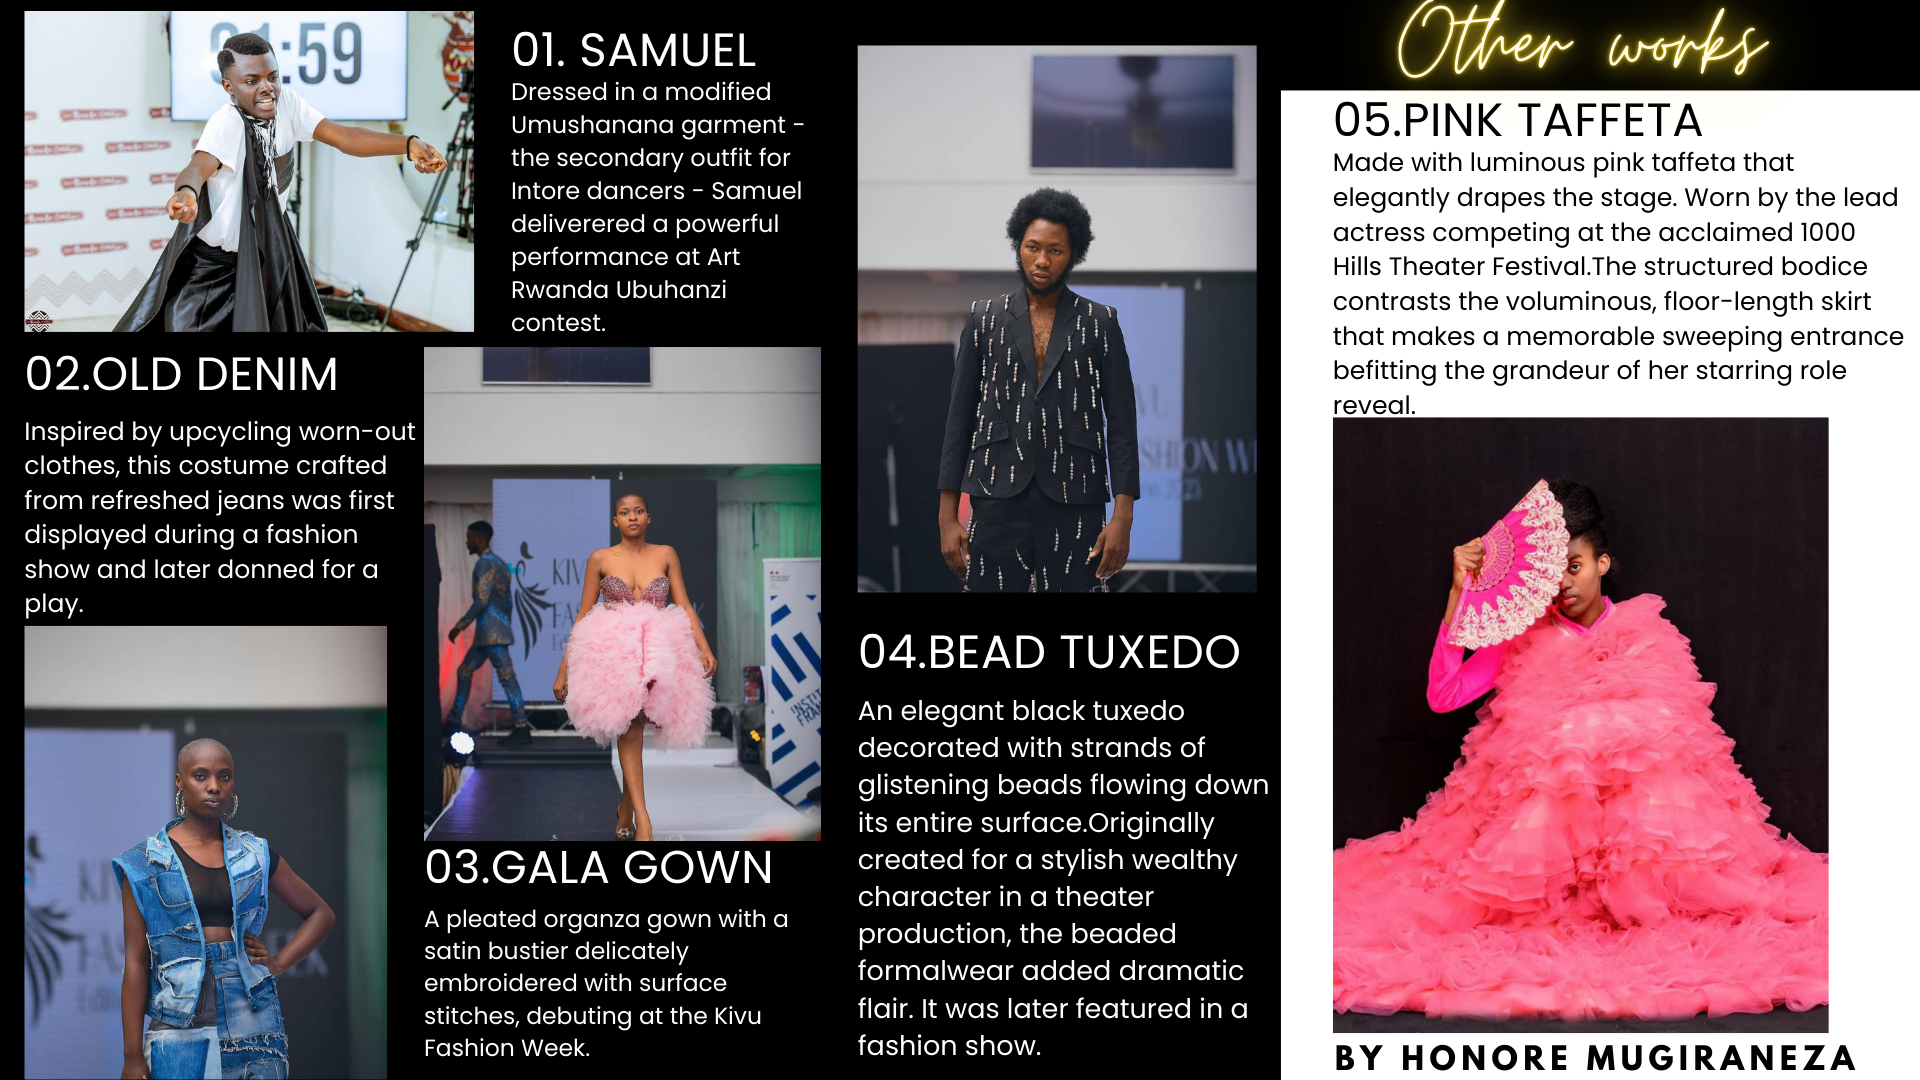 Other works
01:59
01. SAMUEL
Dressed in a modified
Umushanana garment -
the secondary outfit for
Intore dancers - Samuel
deliverered a powerful
performance at Art
Rwanda Ubuhanzi
contest.
02.OLD DENIM
Inspired by upcycling worn-out
clothes, this costume crafted
from refreshed jeans was first
displayed during a fashion
show and later donned for a
play.
03.GALA GOWN
A pleated organza gown with a
satin bustier delicately
embroidered with surface
stitches, debuting at the Kivu
Fashion Week.
04.BEAD TUXEDO
An elegant black tuxedo
decorated with strands of
glistening beads flowing down
its entire surface.Originally
created for a stylish wealthy
character in a theater
production, the beaded
formalwear added dramatic
flair. It was later featured in a
fashion show.
05.PINK TAFFETA
Made with luminous pink taffeta that
elegantly drapes the stage. Worn by the lead
actress competing at the acclaimed 1000
Hills Theater Festival.The structured bodice
contrasts the voluminous, floor-length skirt
that makes a memorable sweeping entrance
befitting the grandeur of her starring role
reveal.
BY HONORE MUGIRANEZA